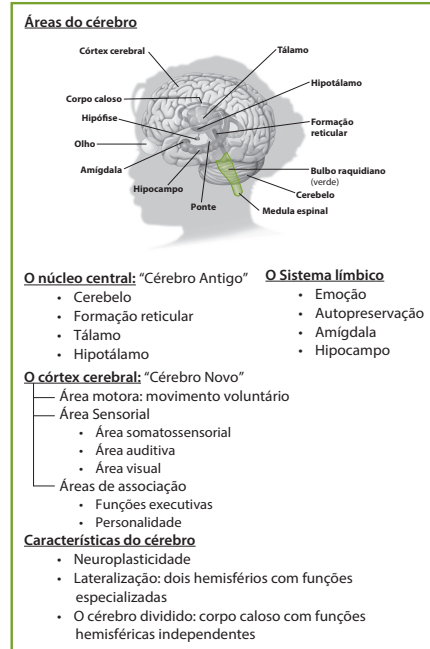 Áreas do cérebro
Córtex cerebral
Tálamo
Hipotálamo
Corpo caloso
Hipófise
Formação
reticular
Olho
Amígdala
Bulbo raquidiano
(verde)
Hipocampo
Cerebelo
Ponte
Medula espinal
O núcleo central: "Cérebro Antigo"
• Cerebelo
• Formação reticular
• Tálamo
• Hipotálamo
O Sistema límbico
• Emoção
• Autopreservação
• Amígdala
• Hipocampo
O córtex cerebral: "Cérebro Novo"
Área motora: movimento voluntário
Área Sensorial
• Área somatossensorial
• Área auditiva
• Área visual
Áreas de associação
• Funções executivas
• Personalidade
Características do cérebro
• Neuroplasticidade
• Lateralização: dois hemisférios com funções
especializadas
• O cérebro dividido: corpo caloso com funções
hemisféricas independentes